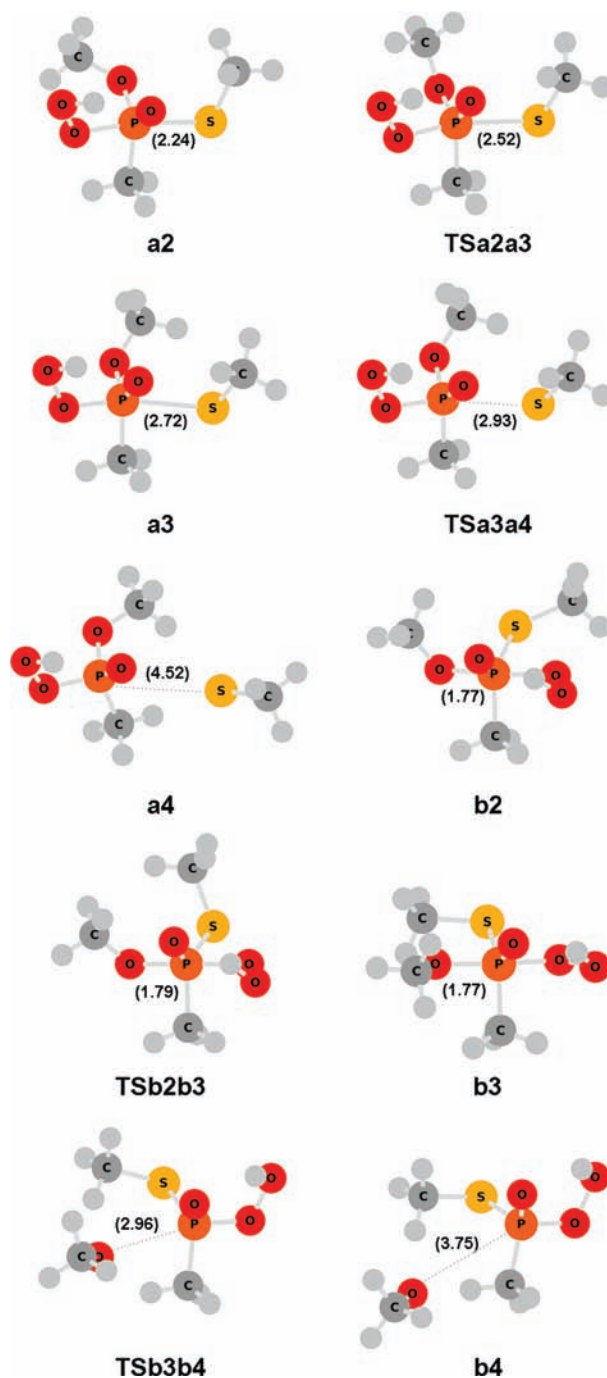 C
O
O
O
O
P
S
(2.24)
C
a2
C
C
O
O
O
O
P
S
(2.52)
C
TSa2a3
C
O
C
O
O
O
P
S
(2.72)
C
a3
C
O
C
O
O
O
P
S
(2.93)
C
TSa3a4
C
O
O
O
O
P
(4.52)
S
C
C
a4
C
S
C
O
O
P
O
O
(1.77)
C
b2
C
C
S
O
O
P
O
O
(1.79)
C
TSb2b3
C
S
O
C
O
P
O
O
(1.77)
C
b3
C
S
O
O
O
P
(2.96)
C
O
C
TSb3b4
C
S
O
O
O
P
(3.75)
C
O
C
b4